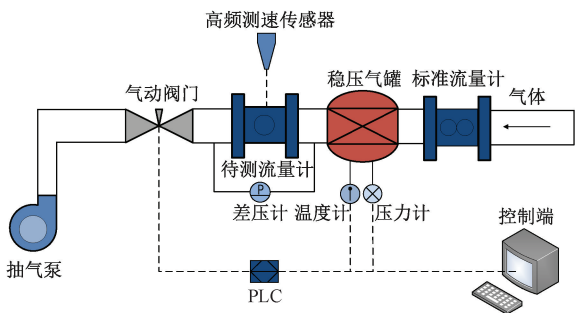 高频测速传感器
气动阀门
稳压气罐
标准流量计
气体
待测流量计
P
差压计
温度计
压力计
控制端
抽气泵
PLC